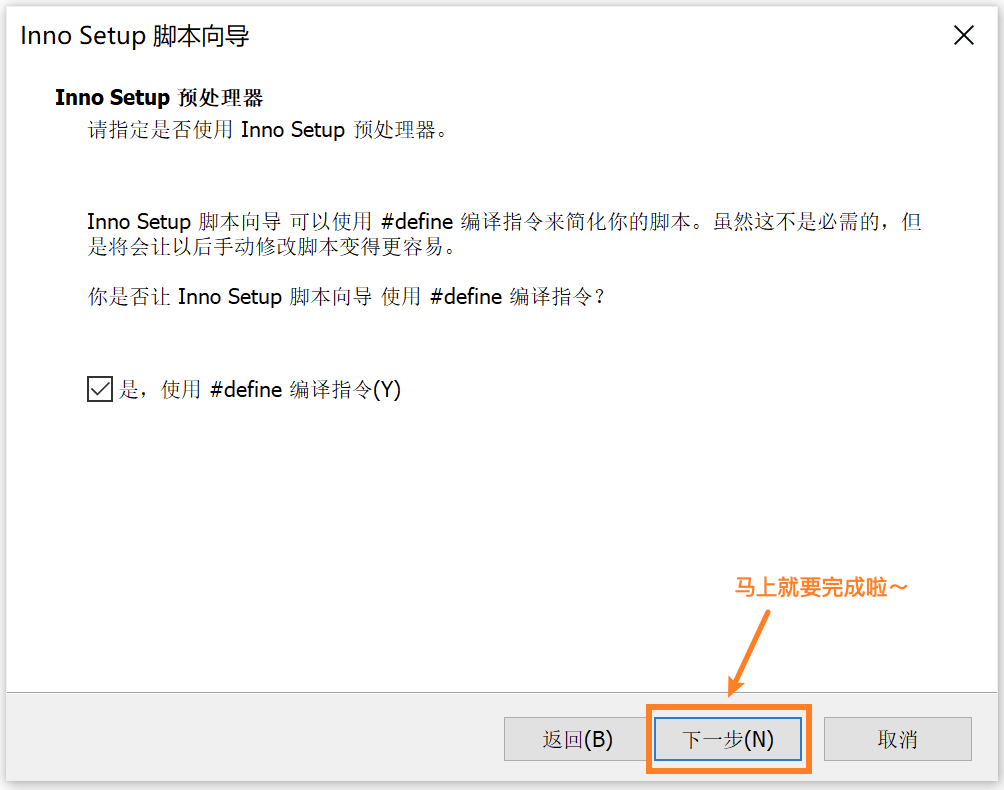 Inno Setup 脚本向导
Inno Setup 预处理器
请指定是否使用 Inno Setup 预处理器。
Inno Setup 脚本向导 可以使用 #define 编译指令来简化你的脚本。虽然这不是必需的，但
是将会让以后手动修改脚本变得更容易。
你是否让 Inno Setup 脚本向导 使用 #define 编译指令？
是，使用 #define 编译指令(Y)
马上就要完成啦～
返回(B) 下一步(N) 取消